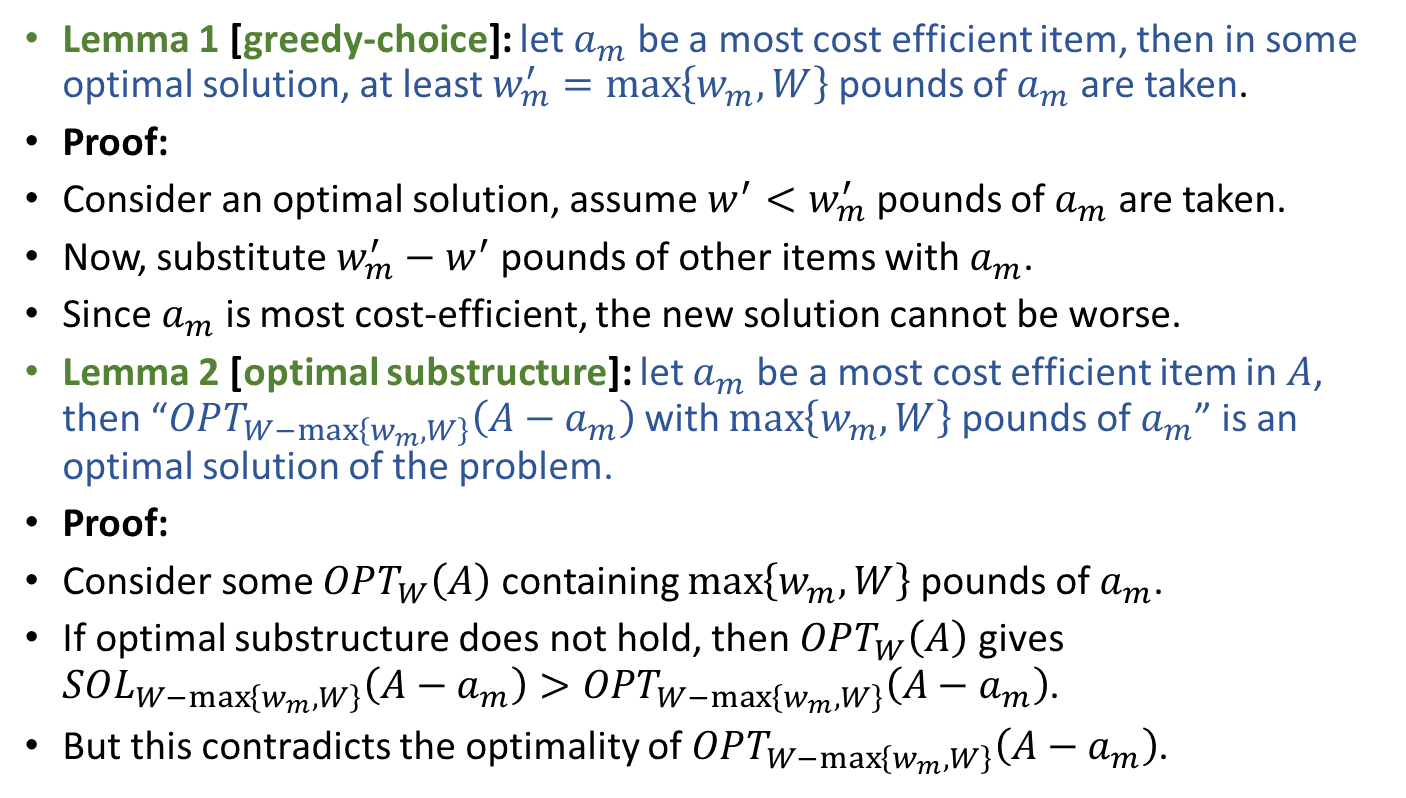 • Lemma 1 [greedy-choice]: let $a_m$ be a most cost efficient item, then in some
optimal solution, at least $w'_m = \max\{w_m, W\}$ pounds of $a_m$ are taken.
• Proof:
• Consider an optimal solution, assume $w' < w'_m$ pounds of $a_m$ are taken.
• Now, substitute $w'_m - w'$ pounds of other items with $a_m$.
• Since $a_m$ is most cost-efficient, the new solution cannot be worse.
• Lemma 2 [optimal substructure]: let $a_m$ be a most cost efficient item in $A$,
then “$OPT_{W-\max\{w_m,W\}}(A - a_m)$ with $\max\{w_m, W\}$ pounds of $a_m$” is an
optimal solution of the problem.
• Proof:
• Consider some $OPT_W(A)$ containing $\max\{w_m, W\}$ pounds of $a_m$.
• If optimal substructure does not hold, then $OPT_W(A)$ gives
$SOL_{W-\max\{w_m,W\}}(A - a_m) > OPT_{W-\max\{w_m,W\}}(A - a_m)$.
• But this contradicts the optimality of $OPT_{W-\max\{w_m,W\}}(A - a_m)$.